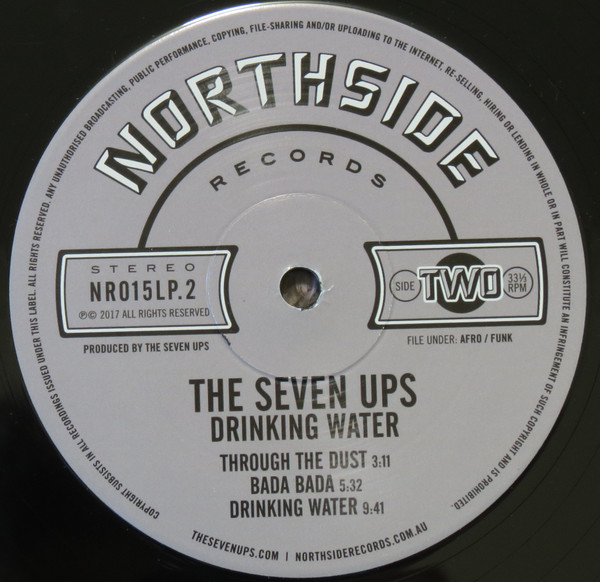 COPYRIGHT SUBSISTS IN ALL RECORDINGS ISSUED UNDER THIS LABEL. ALL RIGHTS RESERVED. ANY UNAUTHORISED BROADCASTING, PUBLIC PERFORMANCE, COPYING, FILE-SHARING AND/OR UPLOADING TO THE INTERNET, RE-SELLING, HIRING OR LENDING IN WHOLE OR IN PART WILL CONSTITUTE AN INFRINGEMENT OF SUCH COPYRIGHT AND IS PROHIBITED.
NORTHSIDE
RECORDS
STEREO
NR015LP.2
℗© 2017 ALL RIGHTS RESERVED
PRODUCED BY THE SEVEN UPS
SIDE TWO 33⅓ RPM
FILE UNDER: AFRO / FUNK
THE SEVEN UPS
DRINKING WATER
THROUGH THE DUST 3:11
BADA BADA 5:32
DRINKING WATER 9:41
THESEVENUPS.COM | NORTHSIDERECORDS.COM.AU